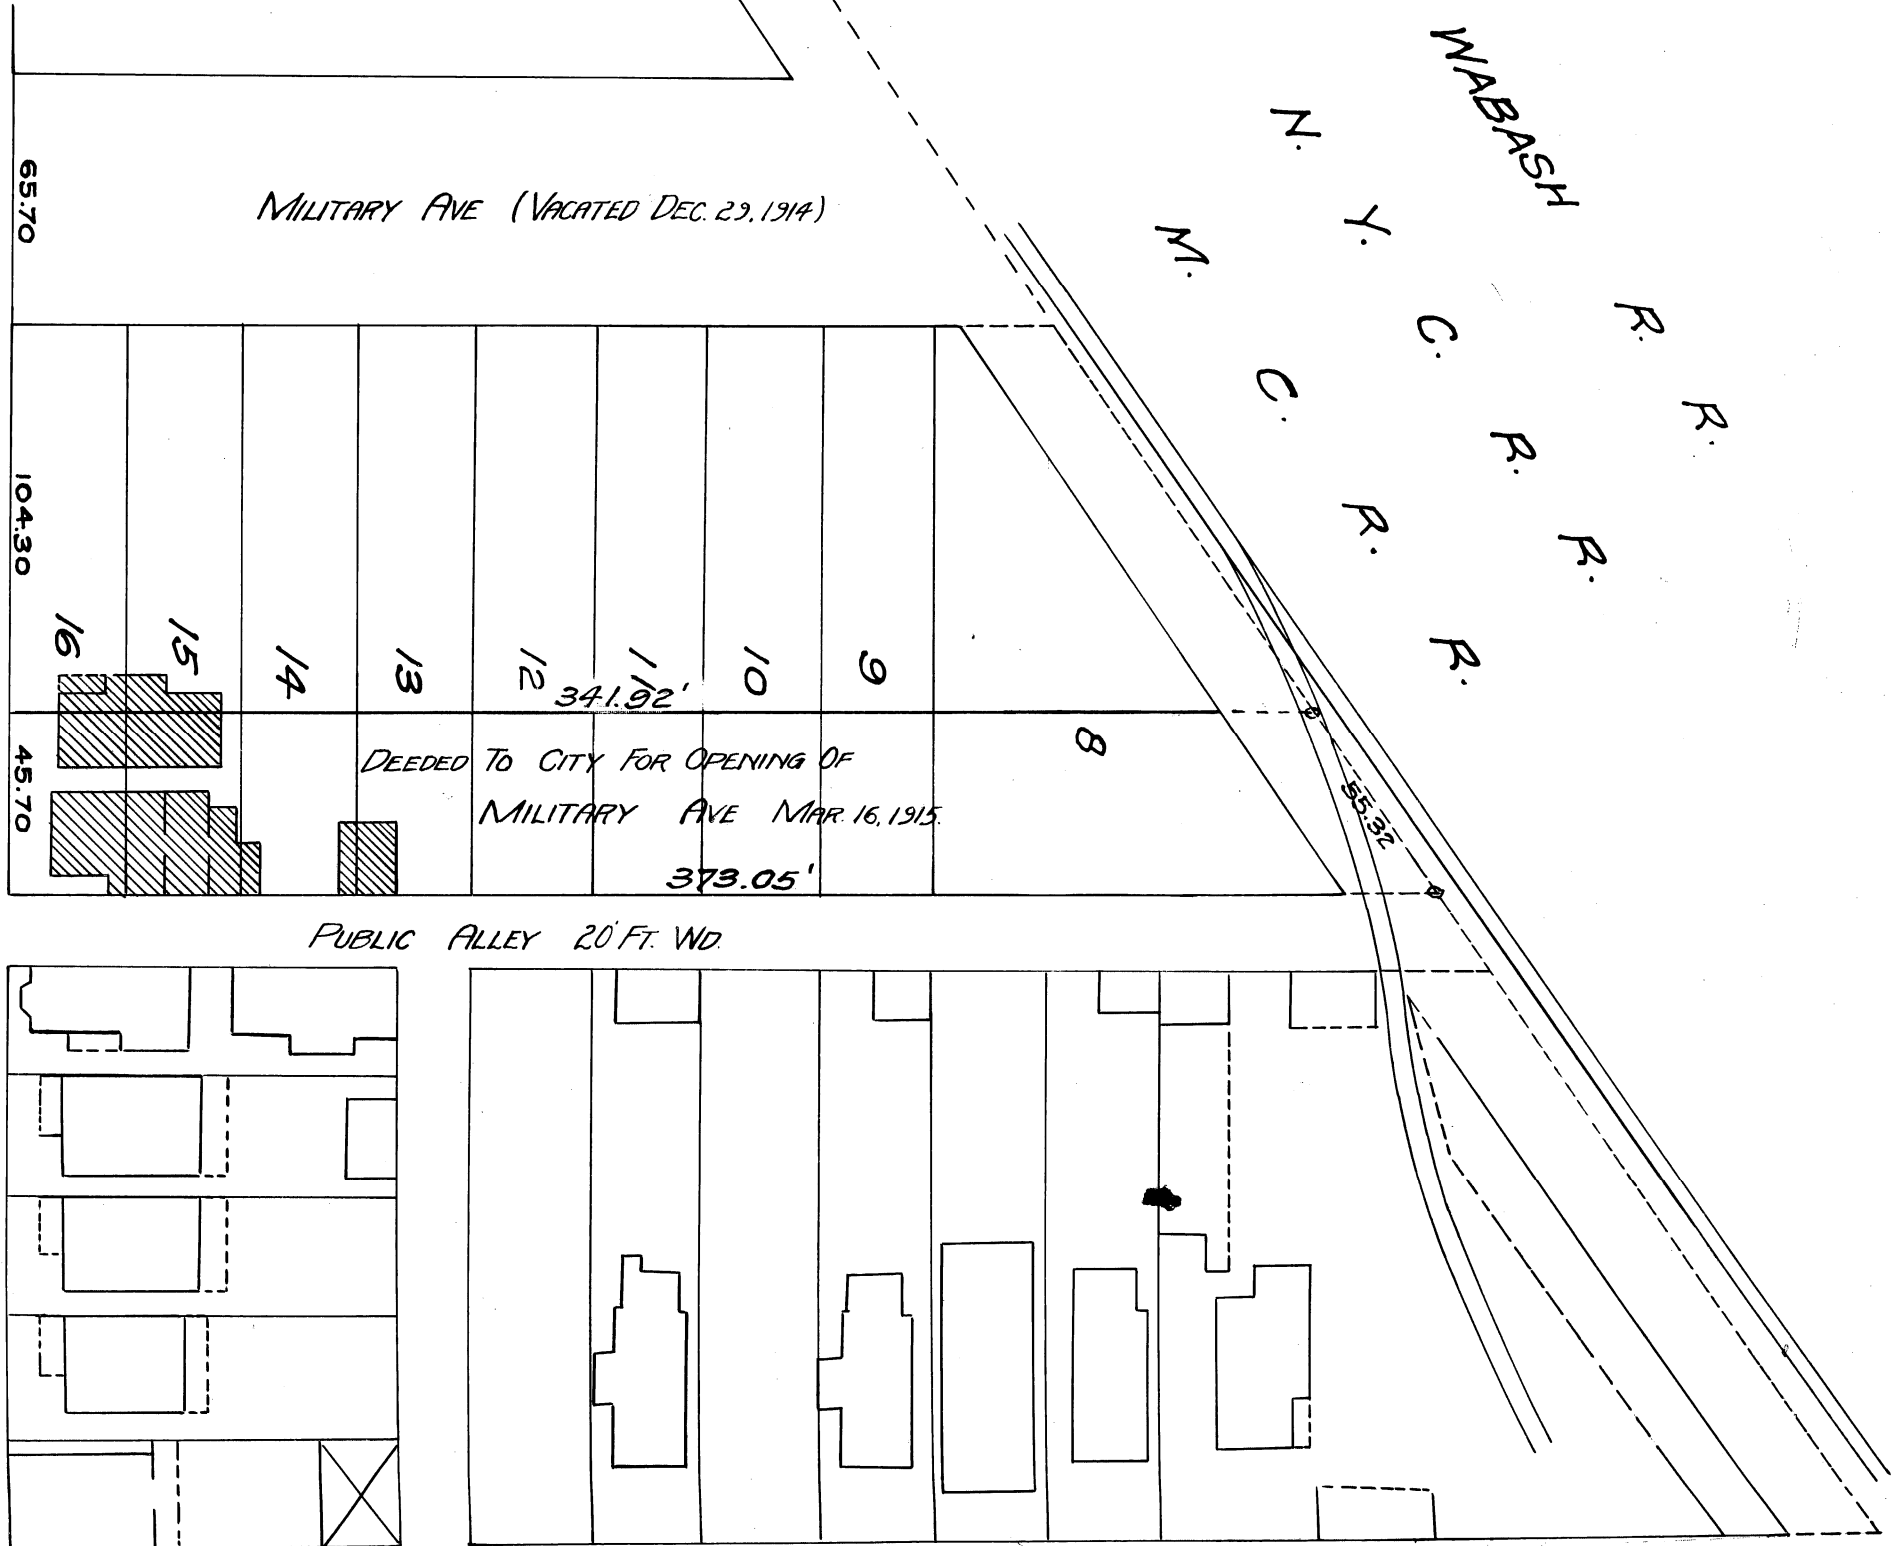 WABASH R. R.
N. Y. C. R. R.
M. C. R. R.
65.70
MILITARY AVE (VACATED DEC. 29, 1914)
104.30
16
15
14
13
12
11
10
9
8
341.92'
45.70
DEEDED TO CITY FOR OPENING OF
MILITARY AVE MAR. 16, 1915.
55.32
373.05'
PUBLIC ALLEY 20' FT. WD.